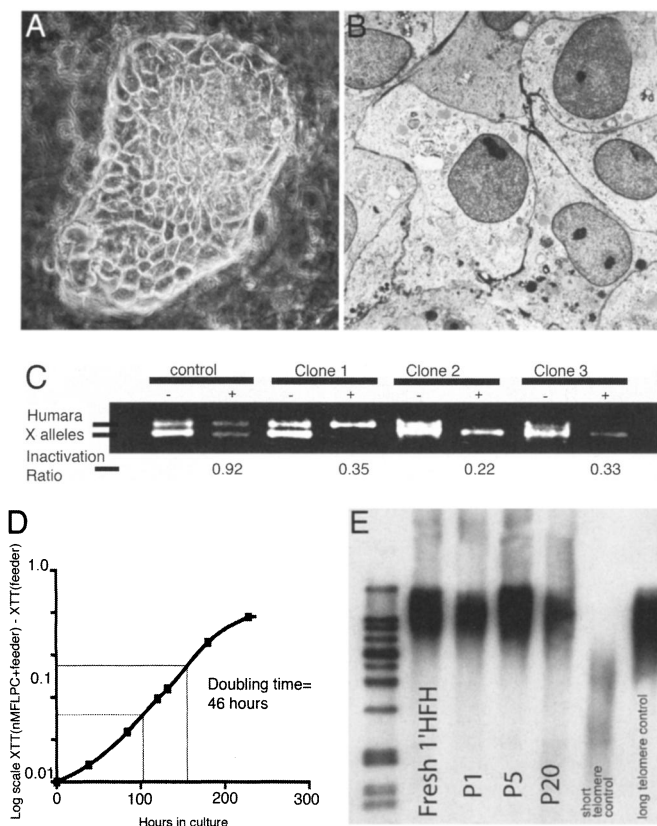 A
B
C
control Clone 1 Clone 2 Clone 3
- + - + - + - +
Humara
X alleles
Inactivation
Ratio
0.92 0.35 0.22 0.33
D
Log scale XTT(nMFLPC+feeder) - XTT(feeder)
1.0
0.1
0.01
Doubling time=
46 hours
0 100 200 300
Hours in culture
E
Fresh 1'HFH
P1
P5
P20
short
telomere
control
long telomere control